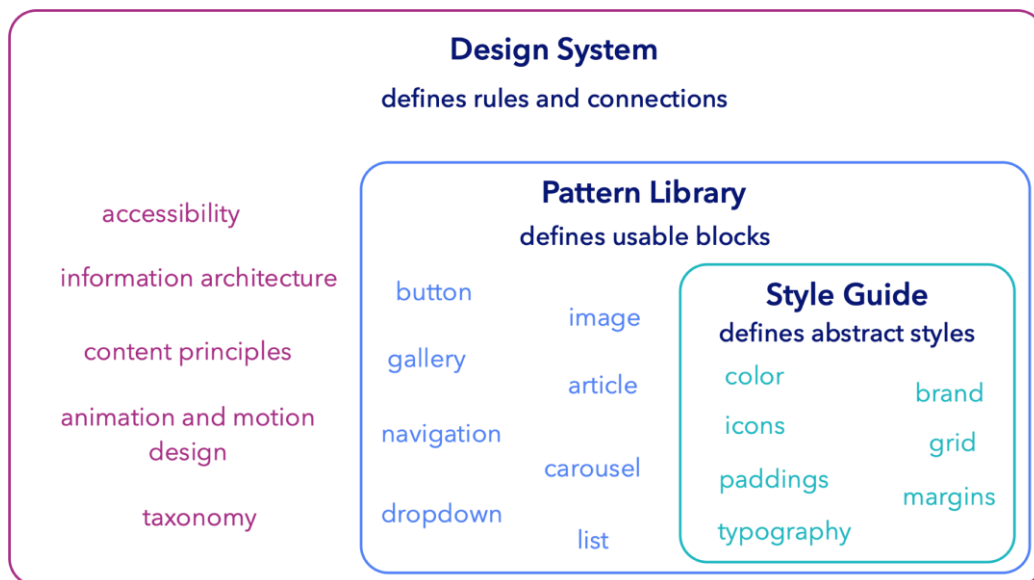 Design System
defines rules and connections
accessibility
information architecture
content principles
animation and motion
design
taxonomy
Pattern Library
defines usable blocks
button
image
gallery
article
navigation
carousel
dropdown
list
Style Guide
defines abstract styles
color
brand
icons
grid
paddings
margins
typography